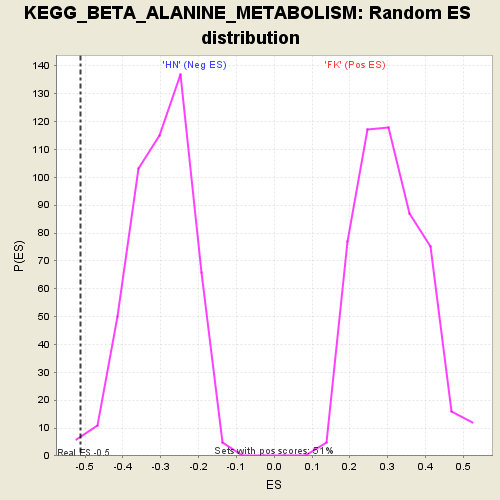 KEGG_BETA_ALANINE_METABOLISM: Random ES
distribution
'HN' (Neg ES) 'FK' (Pos ES)
140
130
120
110
100
90
80
70
60
50
40
30
20
10
0
P(ES)
Real ES -0.5 Sets with pos scores: 51%
-0.5 -0.4 -0.3 -0.2 -0.1 0.0 0.1 0.2 0.3 0.4 0.5
ES